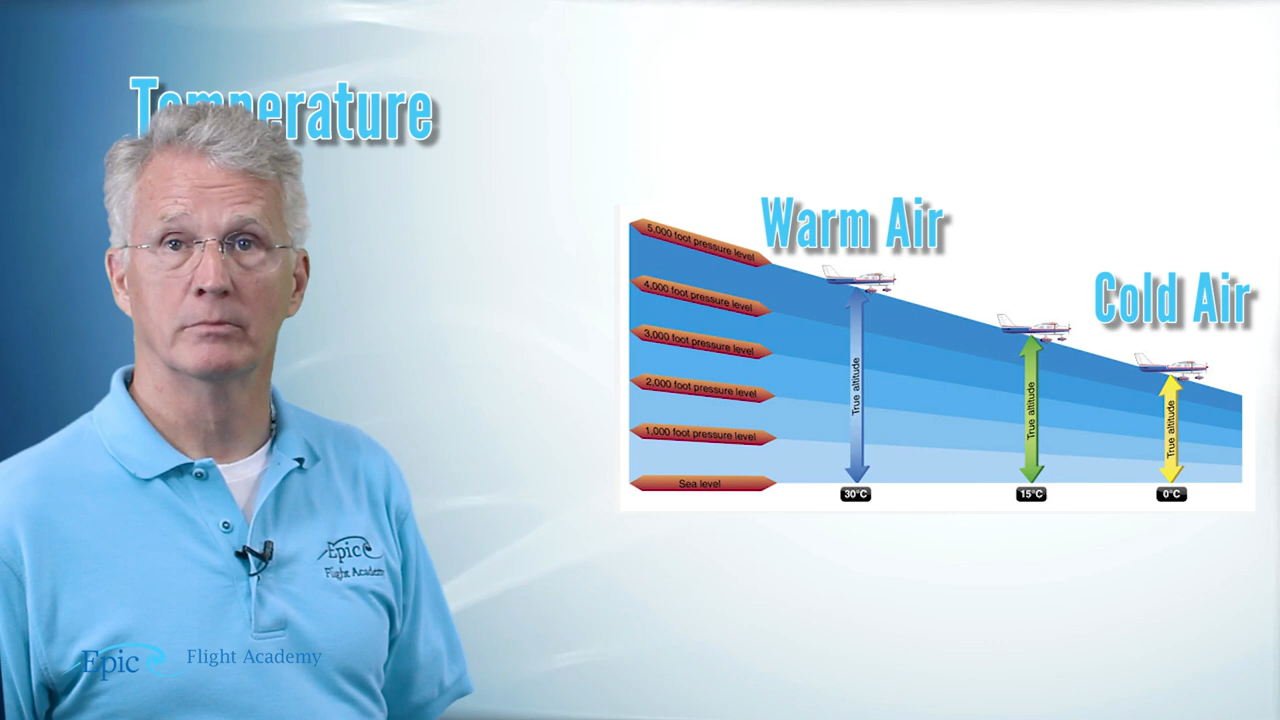 Temperature
Warm Air
Cold Air
5,000 foot pressure level
4,000 foot pressure level
3,000 foot pressure level
2,000 foot pressure level
1,000 foot pressure level
Sea level
True altitude
True altitude
True altitude
30°C
15°C
0°C
Epic
Flight Academy
Epic Flight Academy